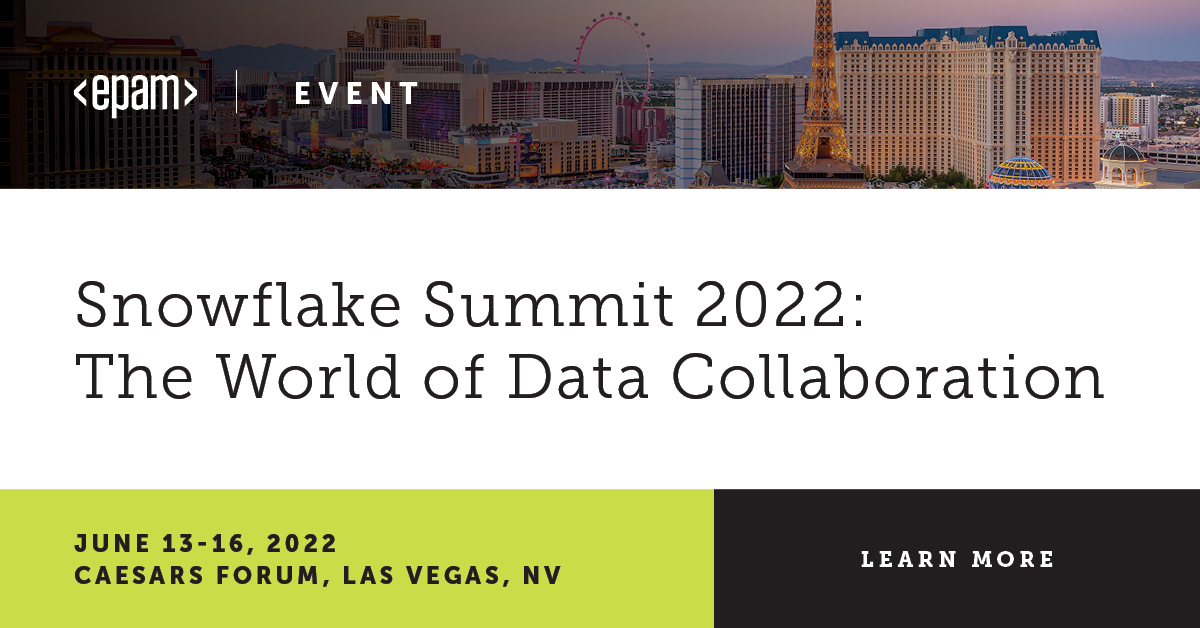 <epam> | EVENT
Snowflake Summit 2022:
The World of Data Collaboration
JUNE 13-16, 2022
CAESARS FORUM, LAS VEGAS, NV
LEARN MORE